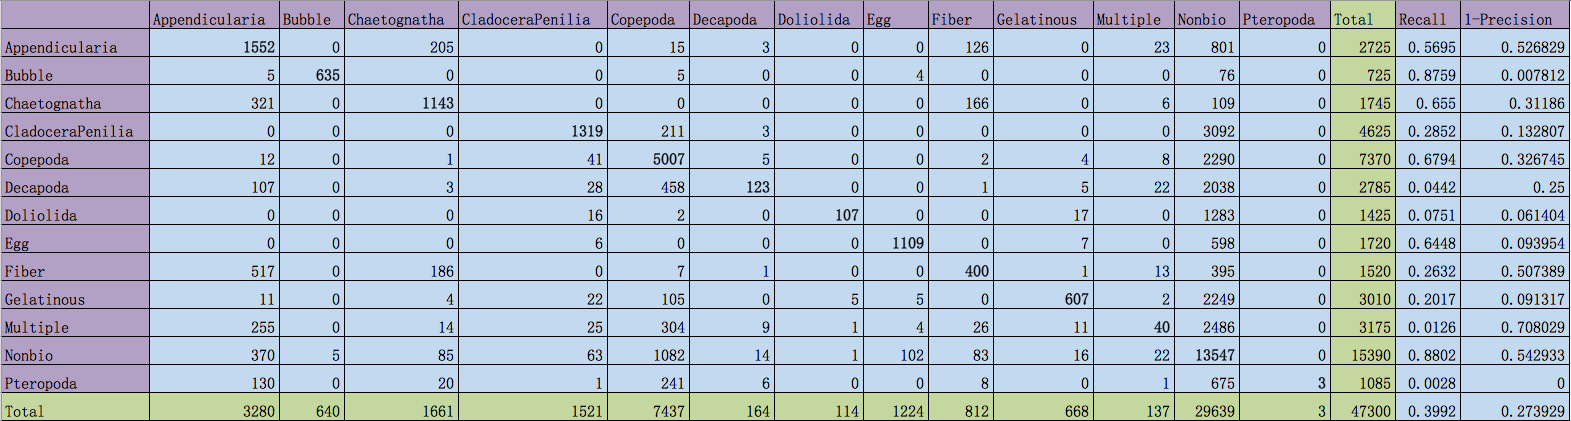 Appendicularia Bubble Chaetognatha CladoceraPenilia Copepoda Decapoda Doliolida Egg Fiber Gelatinous Multiple Nonbio Pteropoda Total Recall 1-Precision
Appendicularia 1552 0 205 0 15 3 0 0 126 0 23 801 0 2725 0.5695 0.526829
Bubble 5 635 0 0 5 0 0 4 0 0 0 76 0 725 0.8759 0.007812
Chaetognatha 321 0 1143 0 0 0 0 0 166 0 6 109 0 1745 0.655 0.31186
CladoceraPenilia 0 0 0 1319 211 3 0 0 0 0 0 3092 0 4625 0.2852 0.132807
Copepoda 12 0 1 41 5007 5 0 0 2 4 8 2290 0 7370 0.6794 0.326745
Decapoda 107 0 3 28 458 123 0 0 1 5 22 2038 0 2785 0.0442 0.25
Doliolida 0 0 0 16 2 0 107 0 0 17 0 1283 0 1425 0.0751 0.061404
Egg 0 0 0 6 0 0 0 1109 0 7 0 598 0 1720 0.6448 0.093954
Fiber 517 0 186 0 7 1 0 0 400 1 13 395 0 1520 0.2632 0.507389
Gelatinous 11 0 4 22 105 0 5 5 0 607 2 2249 0 3010 0.2017 0.091317
Multiple 255 0 14 25 304 9 1 4 26 11 40 2486 0 3175 0.0126 0.708029
Nonbio 370 5 85 63 1082 14 1 102 83 16 22 13547 0 15390 0.8802 0.542933
Pteropoda 130 0 20 1 241 6 0 0 8 0 1 675 3 1085 0.0028 0
Total 3280 640 1661 1521 7437 164 114 1224 812 668 137 29639 3 47300 0.3992 0.273929